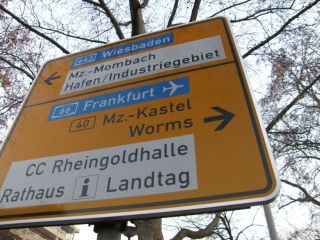 643 Wiesbaden
Mz.-Mombach
Hafen/Industriegebiet
66 Frankfurt
40 Mz.-Kastel
Worms
CC Rheingoldhalle
Rathaus i Landtag